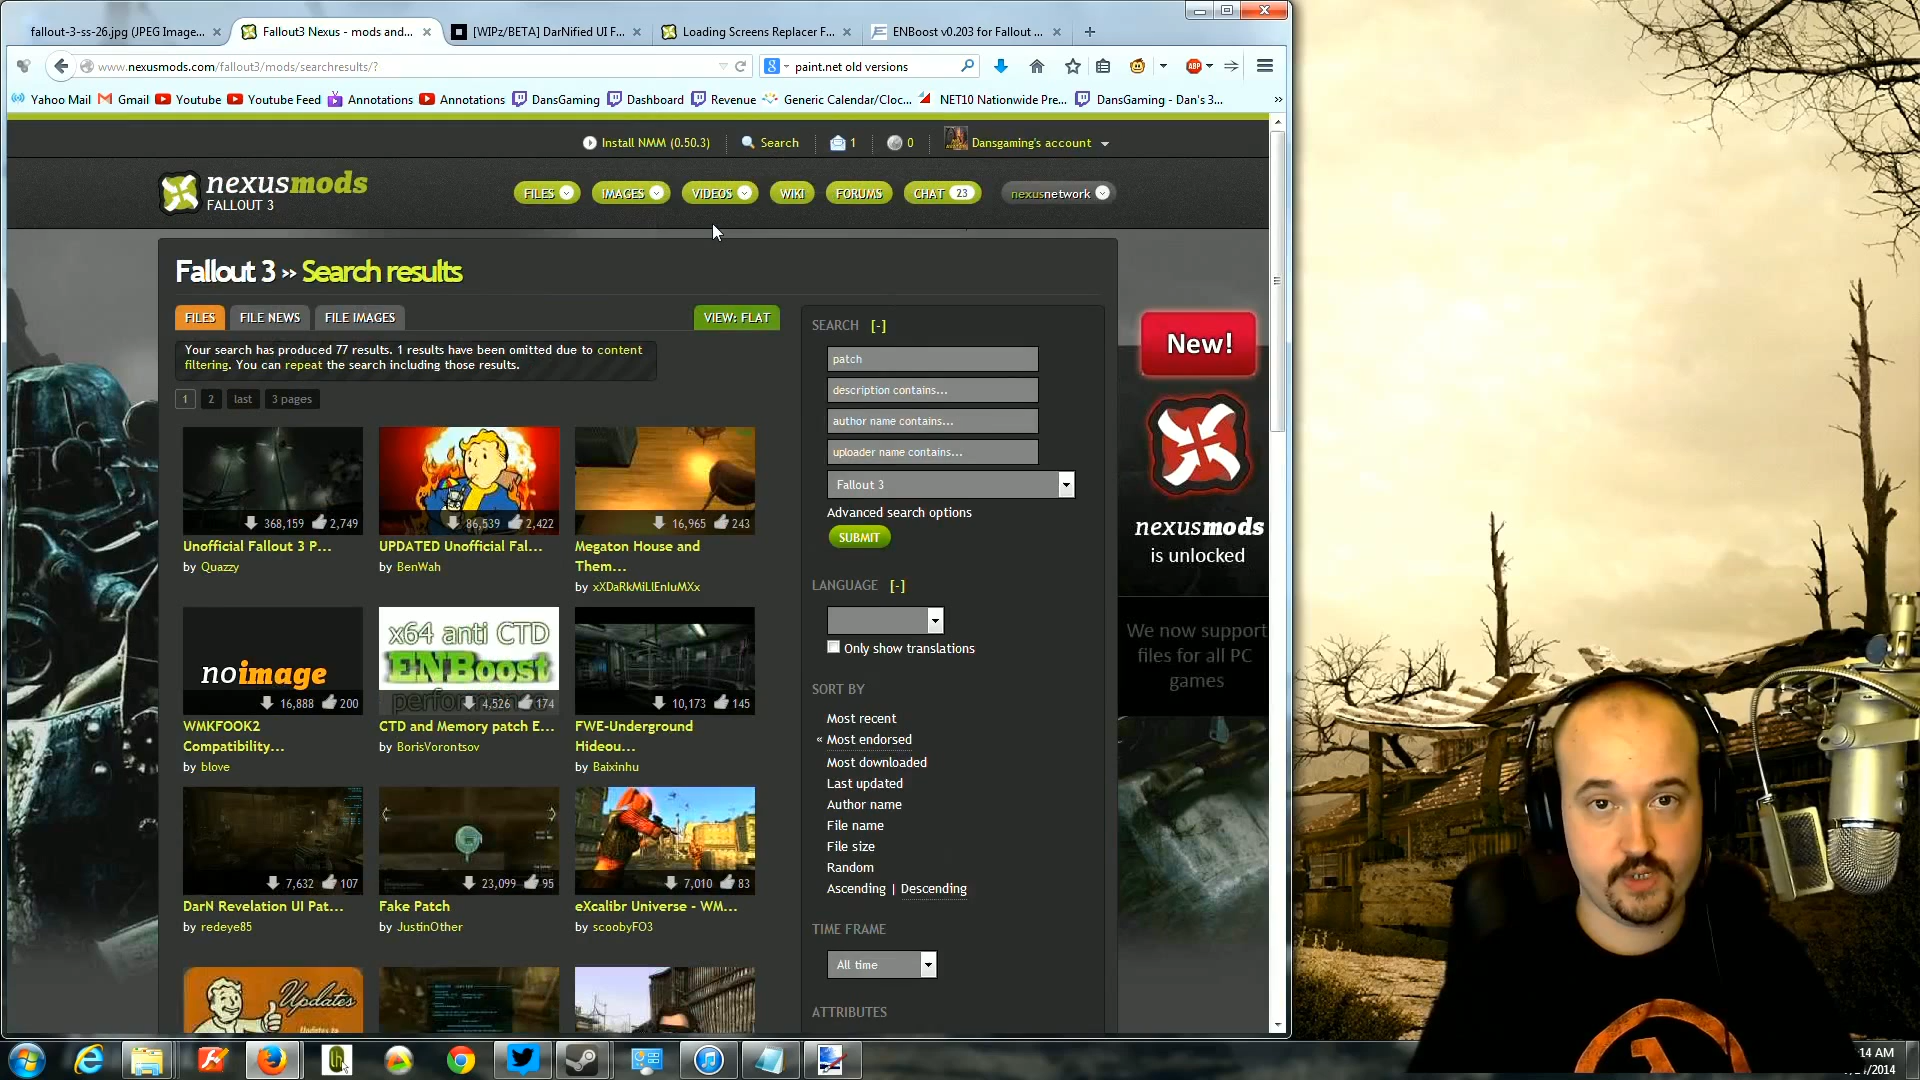 fallout-3-ss-26.jpg (JPEG Image...
Fallout3 Nexus - mods and...
[WIPz/BETA] DarNified UI F...
Loading Screens Replacer F...
ENBoost v0.203 for Fallout ...
www.nexusmods.com/fallout3/mods/searchresults/?
paint.net old versions
ABP
Yahoo Mail
Gmail
Youtube
Youtube Feed
Annotations
Annotations
DansGaming
Dashboard
Revenue
Generic Calendar/Cloc...
NET10 Nationwide Pre...
DansGaming - Dan's 3...
Install NMM (0.50.3)
Search
1
0
Dansgaming's account
nexusmods
FALLOUT 3
FILES
IMAGES
VIDEOS
WIKI
FORUMS
CHAT 23
nexusnetwork
Fallout 3 » Search results
FILES
FILE NEWS
FILE IMAGES
VIEW: FLAT
Your search has produced 77 results. 1 results have been omitted due to content
filtering. You can repeat the search including those results.
1 2 last 3 pages
368,159 2,749
86,539 2,422
16,965 243
Unofficial Fallout 3 P...
by Quazzy
UPDATED Unofficial Fal...
by BenWah
Megaton House and
Them...
by xXDaRkMiLlEnIuMXx
noimage
16,888 200
x64 anti CTD
ENBoost
performance
4,526 174
10,173 145
WMKFOOK2
Compatibility...
by blove
CTD and Memory patch E...
by BorisVorontsov
FWE-Underground
Hideou...
by Baixinhu
7,632 107
23,099 95
7,010 83
DarN Revelation UI Pat...
by redeye85
Fake Patch
by JustinOther
eXcalibr Universe - WM...
by scoobyFO3
Updates
SEARCH [-]
patch
description contains...
author name contains...
uploader name contains...
Fallout 3
Advanced search options
SUBMIT
LANGUAGE [-]
Only show translations
SORT BY
Most recent
« Most endorsed
Most downloaded
Last updated
Author name
File name
File size
Random
Ascending | Descending
TIME FRAME
All time
ATTRIBUTES
New!
nexusmods
is unlocked
We now support
files for all PC
games
:14 AM